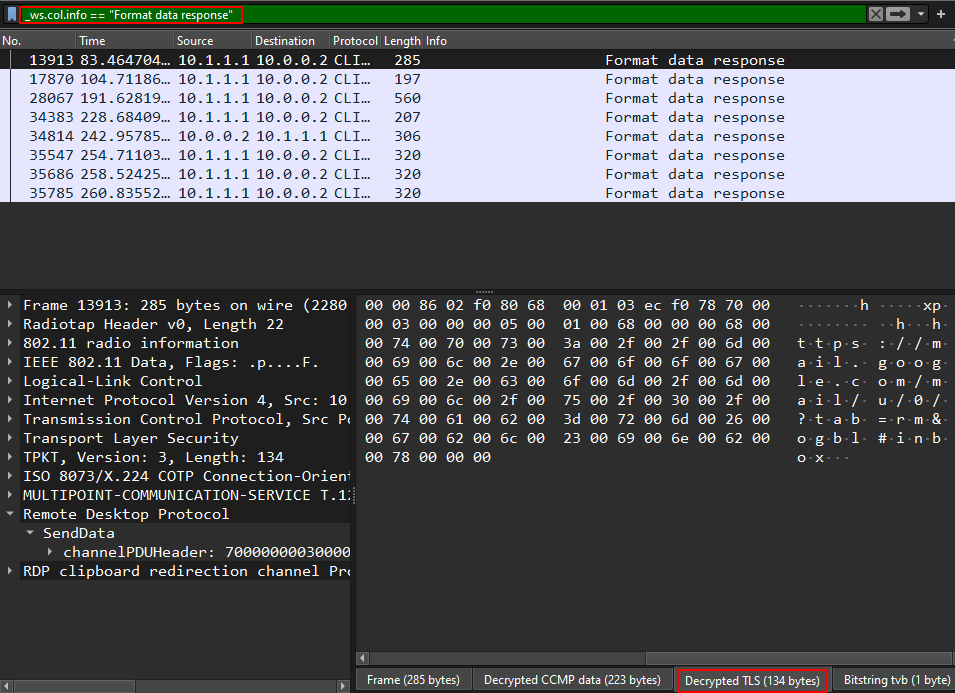 _ws.col.info == "Format data response"
No. Time Source Destination Protocol Length Info
13913 83.464704… 10.1.1.1 10.0.0.2 CLI… 285 Format data response
17870 104.71186… 10.1.1.1 10.0.0.2 CLI… 197 Format data response
28067 191.62819… 10.1.1.1 10.0.0.2 CLI… 560 Format data response
34383 228.68409… 10.1.1.1 10.0.0.2 CLI… 207 Format data response
34814 242.95785… 10.0.0.2 10.1.1.1 CLI… 306 Format data response
35547 254.71103… 10.1.1.1 10.0.0.2 CLI… 320 Format data response
35686 258.52425… 10.1.1.1 10.0.0.2 CLI… 320 Format data response
35785 260.83552… 10.1.1.1 10.0.0.2 CLI… 320 Format data response
Frame 13913: 285 bytes on wire (2280
Radiotap Header v0, Length 22
802.11 radio information
IEEE 802.11 Data, Flags: .p....F.
Logical-Link Control
Internet Protocol Version 4, Src: 10
Transmission Control Protocol, Src Po
Transport Layer Security
TPKT, Version: 3, Length: 134
ISO 8073/X.224 COTP Connection-Orient
MULTIPOINT-COMMUNICATION-SERVICE T.12
Remote Desktop Protocol
SendData
channelPDUHeader: 70000000030000
RDP clipboard redirection channel Pro
00 00 86 02 f0 80 68 00 01 03 ec f0 78 70 00 ·······h ·····xp·
00 03 00 00 00 05 00 01 00 68 00 00 00 68 00 ········ ·h···h·
00 74 00 70 00 73 00 3a 00 2f 00 2f 00 6d 00 t·t·p·s· :·/·/·m·
00 69 00 6c 00 2e 00 67 00 6f 00 6f 00 67 00 a·i·l·.· g·o·o·g·
00 65 00 2e 00 63 00 6f 00 6d 00 2f 00 6d 00 l·e·.·c· o·m·/·m·
00 69 00 6c 00 2f 00 75 00 2f 00 30 00 2f 00 a·i·l·/· u·/·0·/·
00 74 00 61 00 62 00 3d 00 72 00 6d 00 26 00 ?·t·a·b· =·r·m·&·
00 67 00 62 00 6c 00 23 00 69 00 6e 00 62 00 o·g·b·l· #·i·n·b·
00 78 00 00 00 o·x···
Frame (285 bytes) Decrypted CCMP data (223 bytes) Decrypted TLS (134 bytes) Bitstring tvb (1 byte)